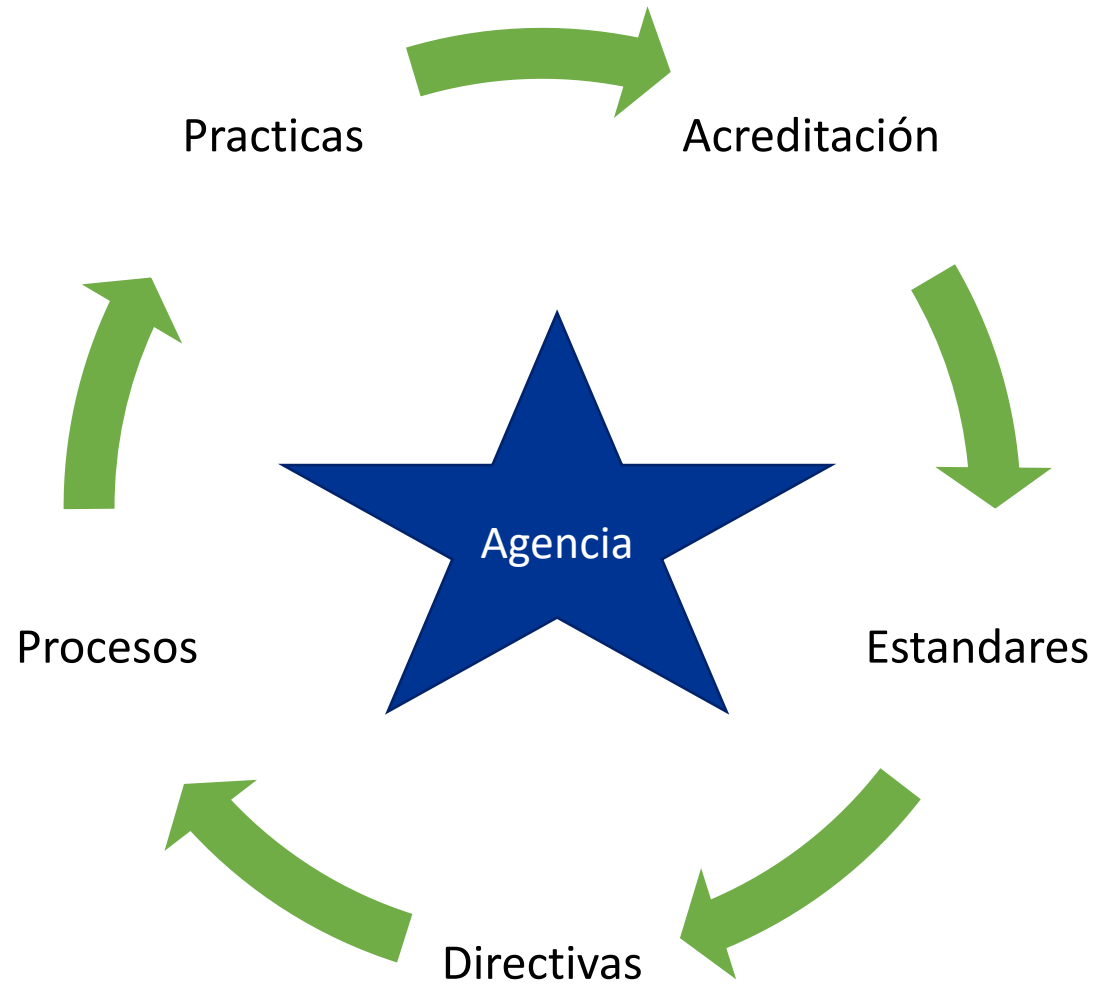 Practicas
Acreditación
Agencia
Procesos
Estandares
Directivas